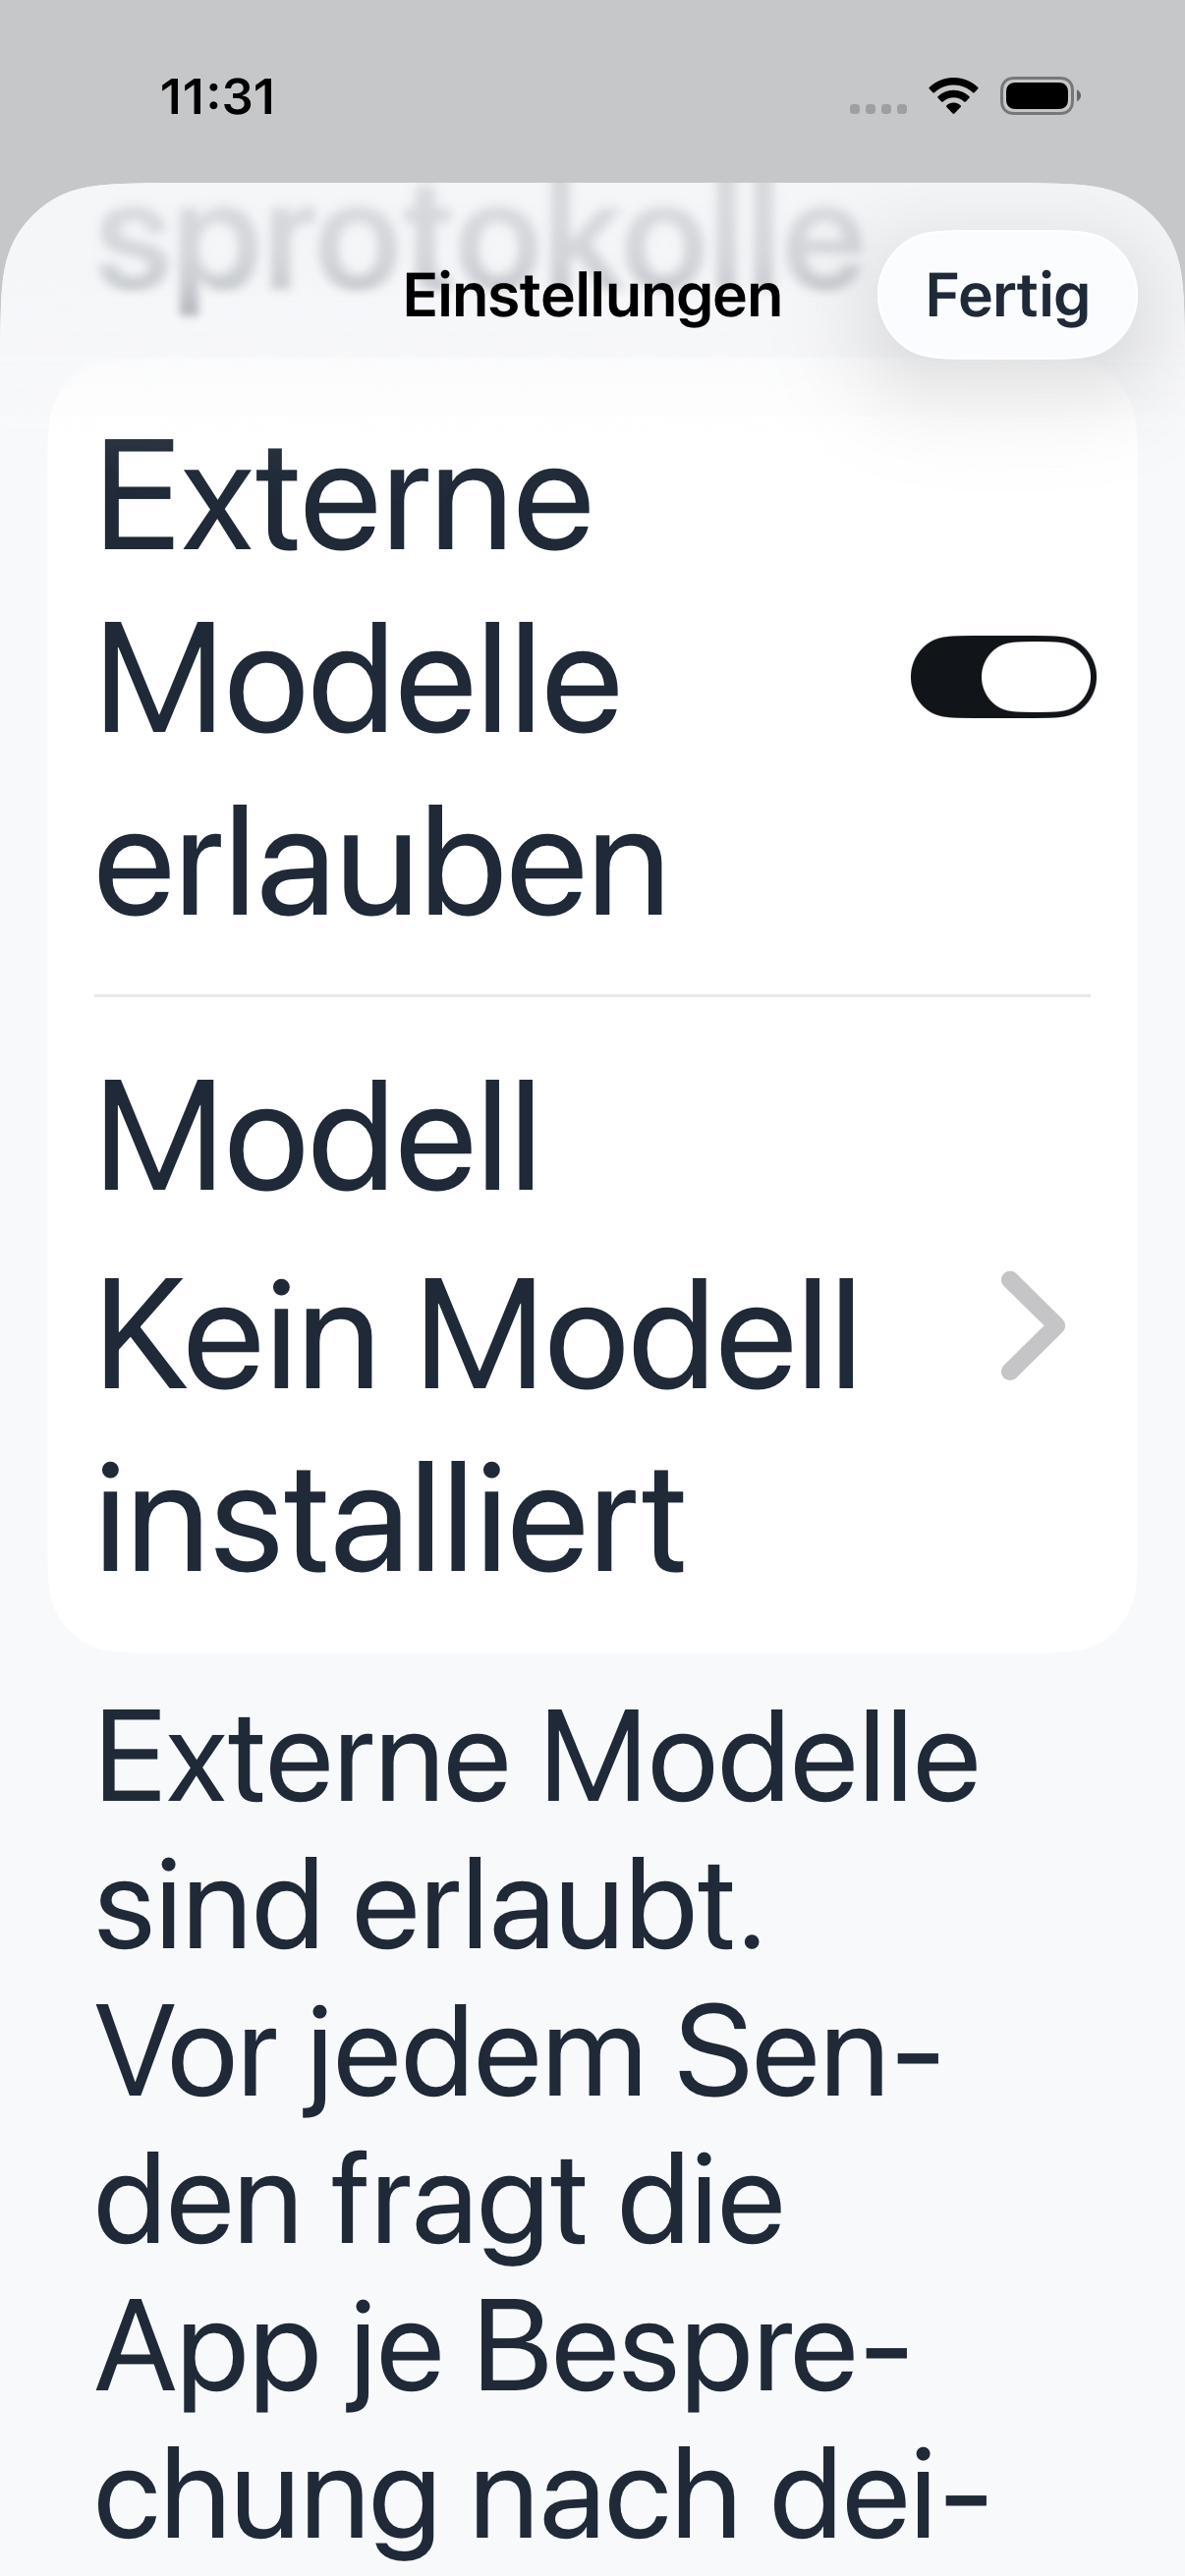 11:31
sprotokolle
Einstellungen
Fertig
Externe
Modelle
erlauben
Modell
Kein Modell
installiert
Externe Modelle
sind erlaubt.
Vor jedem Sen-
den fragt die
App je Bespre-
chung nach dei-